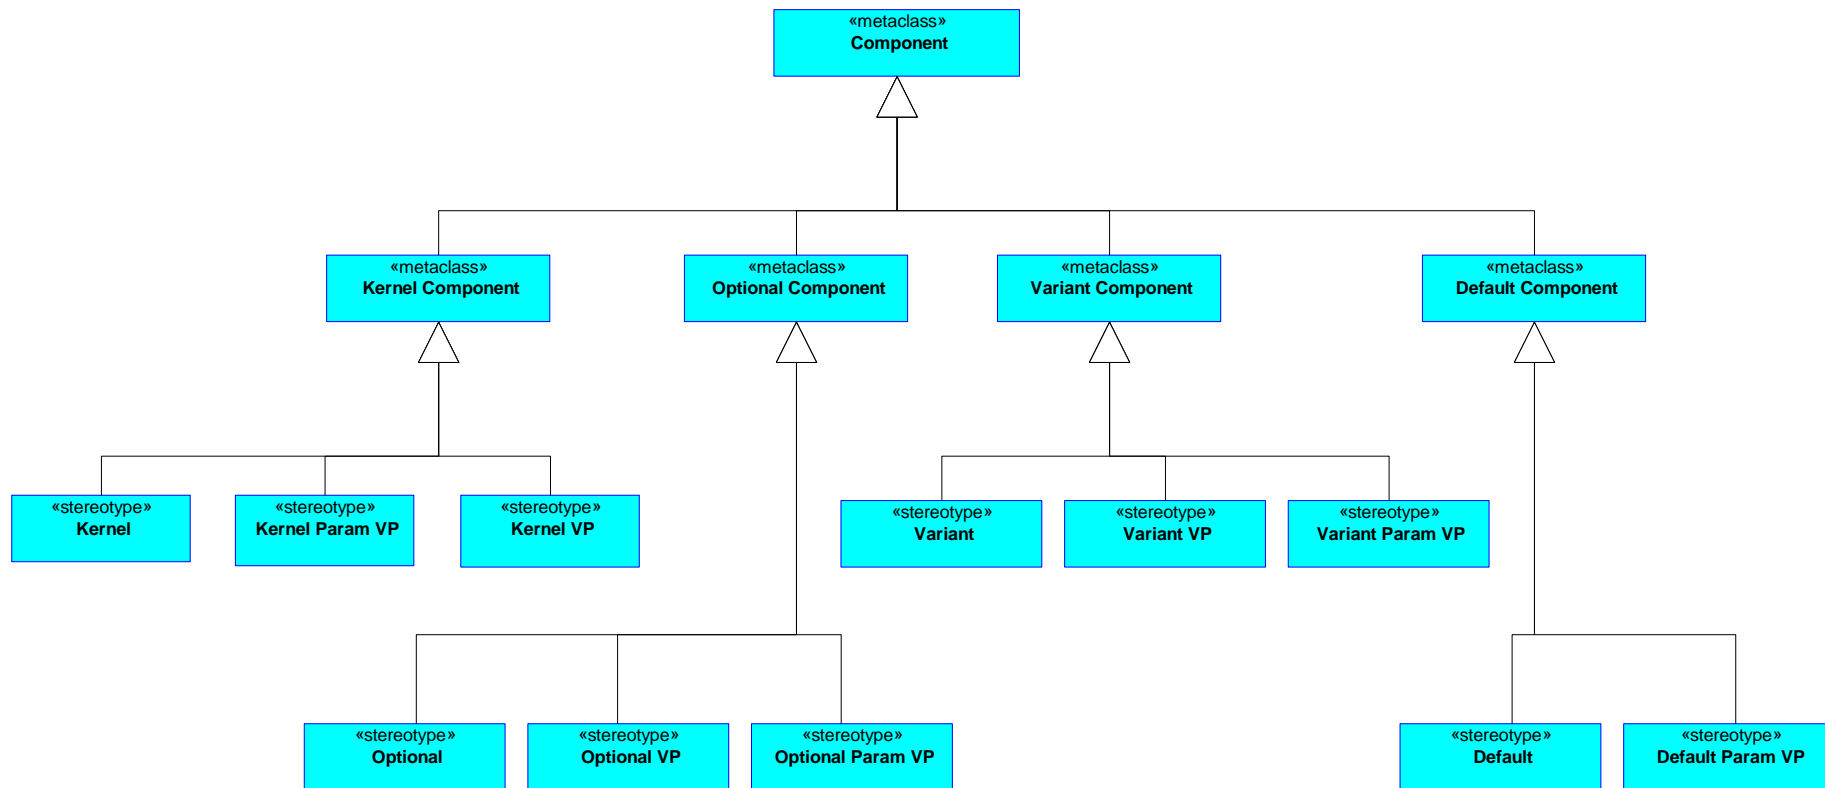 «metaclass»
Component
«metaclass»
Kernel Component
«metaclass»
Optional Component
«metaclass»
Variant Component
«metaclass»
Default Component
«stereotype»
Kernel
«stereotype»
Kernel Param VP
«stereotype»
Kernel VP
«stereotype»
Variant
«stereotype»
Variant VP
«stereotype»
Variant Param VP
«stereotype»
Optional
«stereotype»
Optional VP
«stereotype»
Optional Param VP
«stereotype»
Default
«stereotype»
Default Param VP